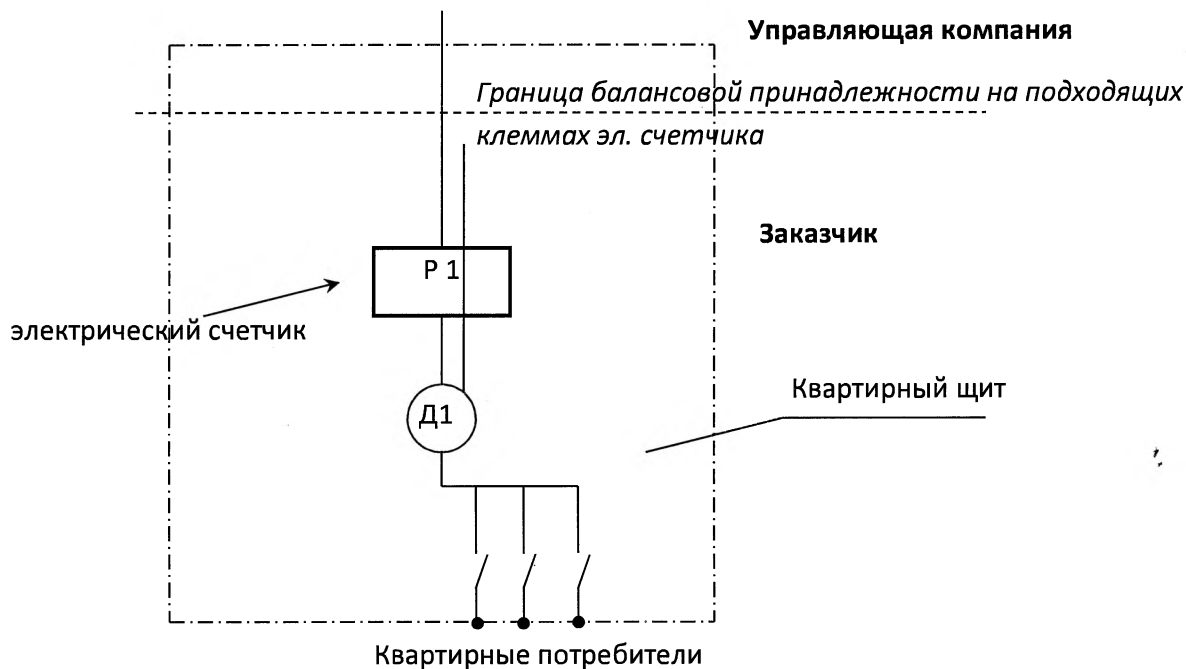 Управляющая компания
Граница балансовой принадлежности на подходящих
клеммах эл. счетчика
Заказчик
Р 1
электрический счетчик
Квартирный щит
Д1
Квартирные потребители